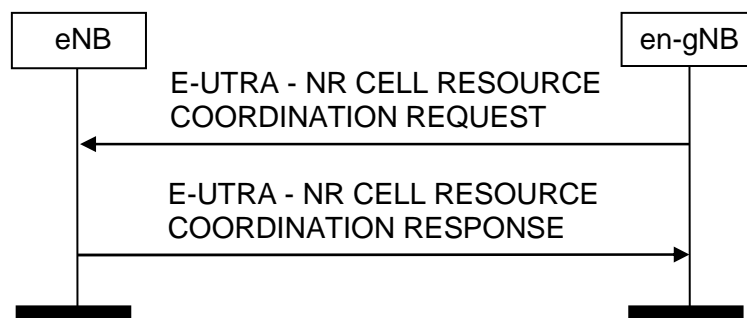 eNB
en-gNB
E-UTRA - NR CELL RESOURCE
COORDINATION REQUEST
E-UTRA - NR CELL RESOURCE
COORDINATION RESPONSE